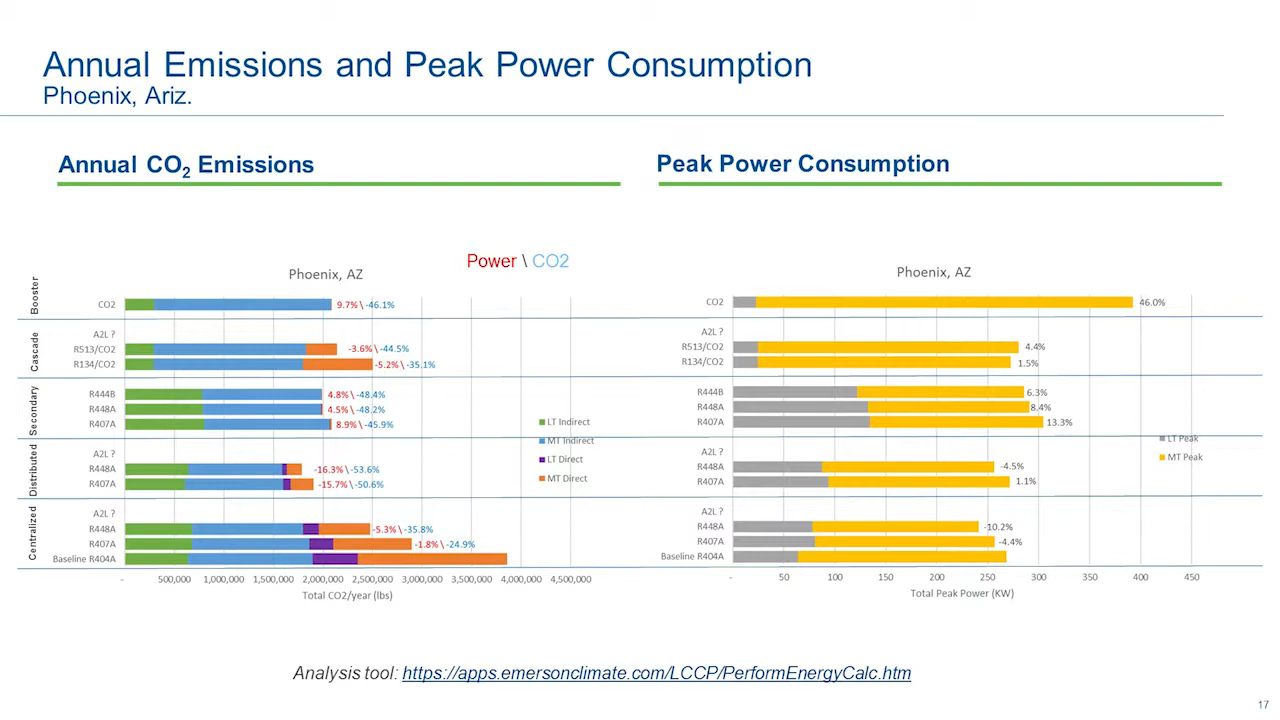 Annual Emissions and Peak Power Consumption
Phoenix, Ariz.
Annual CO2 Emissions
Peak Power Consumption
Power \ CO2
Phoenix, AZ
Booster
CO2
9.7% \ -46.1%
Cascade
A2L ?
R513/CO2
-3.6% \ -44.5%
R134/CO2
-5.2% \ -35.1%
Secondary
R444B
4.8% \ -48.4%
R448A
4.5% \ -48.2%
R407A
8.9% \ -45.9%
Distributed
A2L ?
R448A
-16.3% \ -53.6%
R407A
-15.7% \ -50.6%
Centralized
A2L ?
R448A
-5.3% \ -35.8%
R407A
-1.8% \ -24.9%
Baseline R404A
LT Indirect
MT Indirect
LT Direct
MT Direct
- 500,000 1,000,000 1,500,000 2,000,000 2,500,000 3,000,000 3,500,000 4,000,000 4,500,000
Total CO2/year (lbs)
Phoenix, AZ
CO2
46.0%
A2L ?
R513/CO2
4.4%
R134/CO2
1.5%
R444B
6.3%
R448A
8.4%
R407A
13.3%
A2L ?
R448A
-4.5%
R407A
1.1%
A2L ?
R448A
-10.2%
R407A
-4.4%
Baseline R404A
LT Peak
MT Peak
- 50 100 150 200 250 300 350 400 450
Total Peak Power (KW)
Analysis tool: https://apps.emersonclimate.com/LCCP/PerformEnergyCalc.htm
17